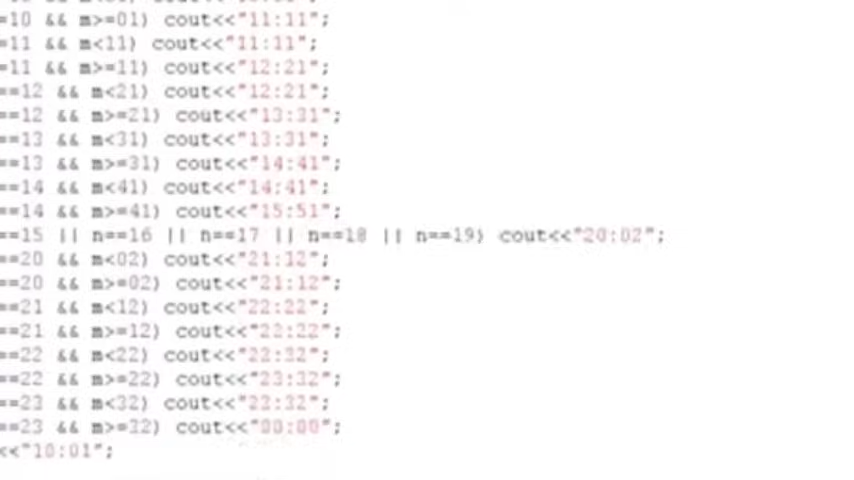 =10 && m>=01) cout<<"11:11";
=11 && m<11) cout<<"11:11";
=11 && m>=11) cout<<"12:21";
==12 && m<21) cout<<"12:21";
==12 && m>=21) cout<<"13:31";
==13 && m<31) cout<<"13:31";
==13 && m>=31) cout<<"14:41";
==14 && m<41) cout<<"14:41";
==14 && m>=41) cout<<"15:51";
==15 || n==16 || n==17 || n==18 || n==19) cout<<"20:02";
==20 && m<02) cout<<"21:12";
==20 && m>=02) cout<<"21:12";
==21 && m<12) cout<<"22:22";
==21 && m>=12) cout<<"22:22";
==22 && m<22) cout<<"22:32";
==22 && m>=22) cout<<"23:32";
==23 && m<32) cout<<"23:32";
==23 && m>=32) cout<<"00:00";
<<"10:01";